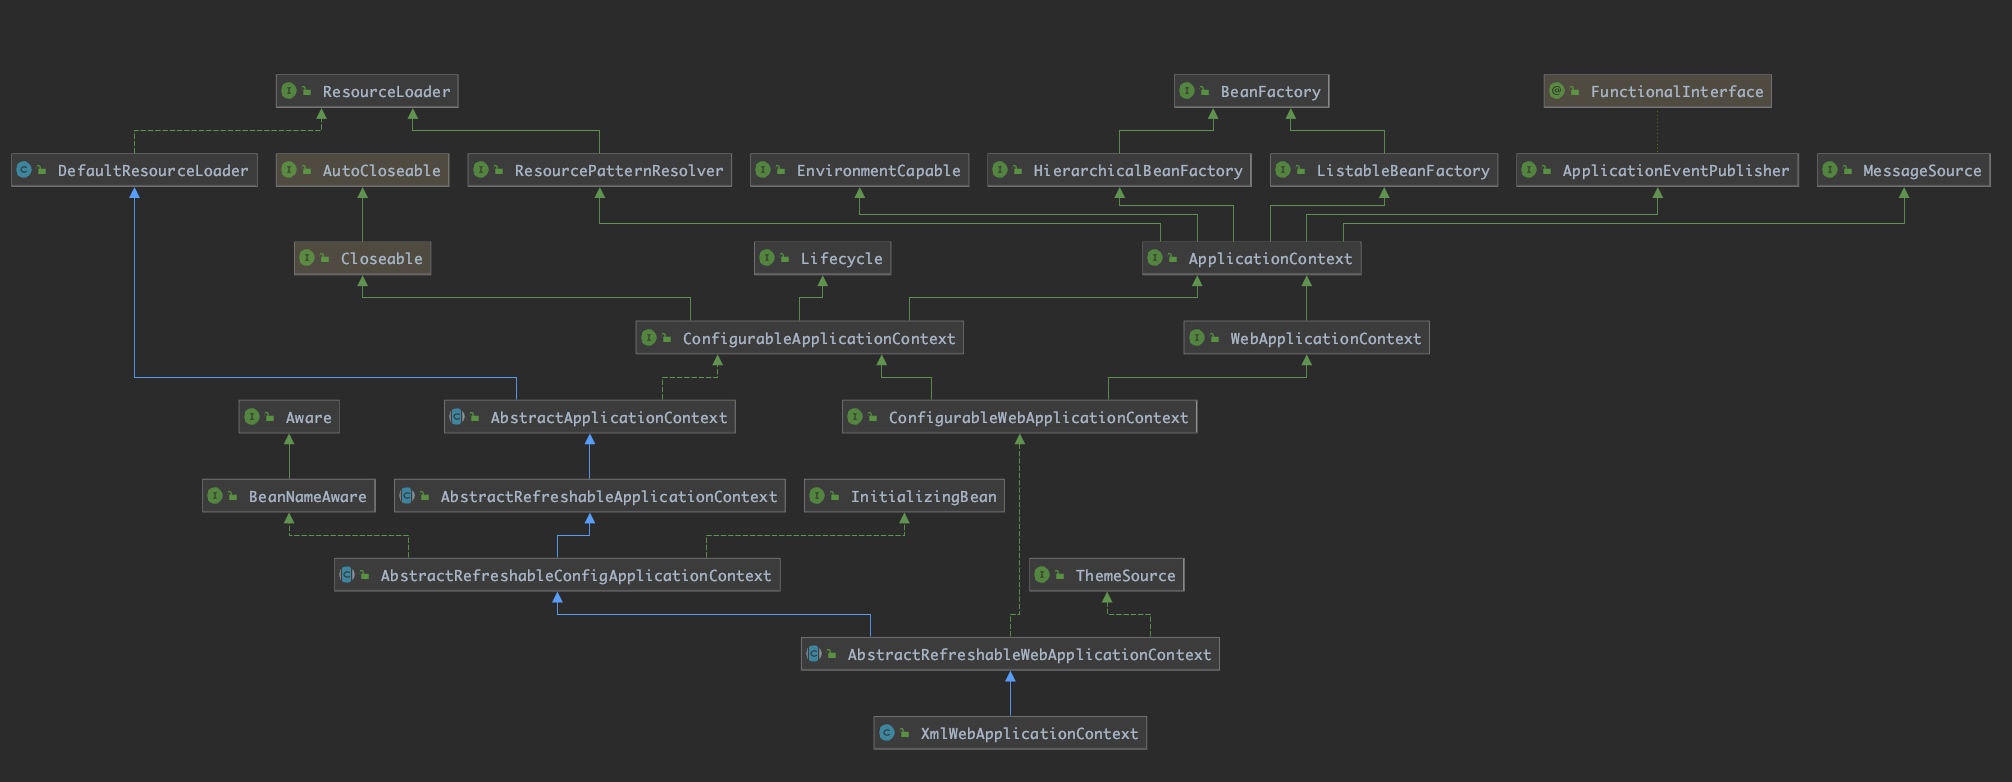 ResourceLoader
BeanFactory
FunctionalInterface
DefaultResourceLoader
AutoCloseable
ResourcePatternResolver
EnvironmentCapable
HierarchicalBeanFactory
ListableBeanFactory
ApplicationEventPublisher
MessageSource
Closeable
Lifecycle
ApplicationContext
ConfigurableApplicationContext
WebApplicationContext
Aware
AbstractApplicationContext
ConfigurableWebApplicationContext
BeanNameAware
AbstractRefreshableApplicationContext
InitializingBean
AbstractRefreshableConfigApplicationContext
ThemeSource
AbstractRefreshableWebApplicationContext
XmlWebApplicationContext